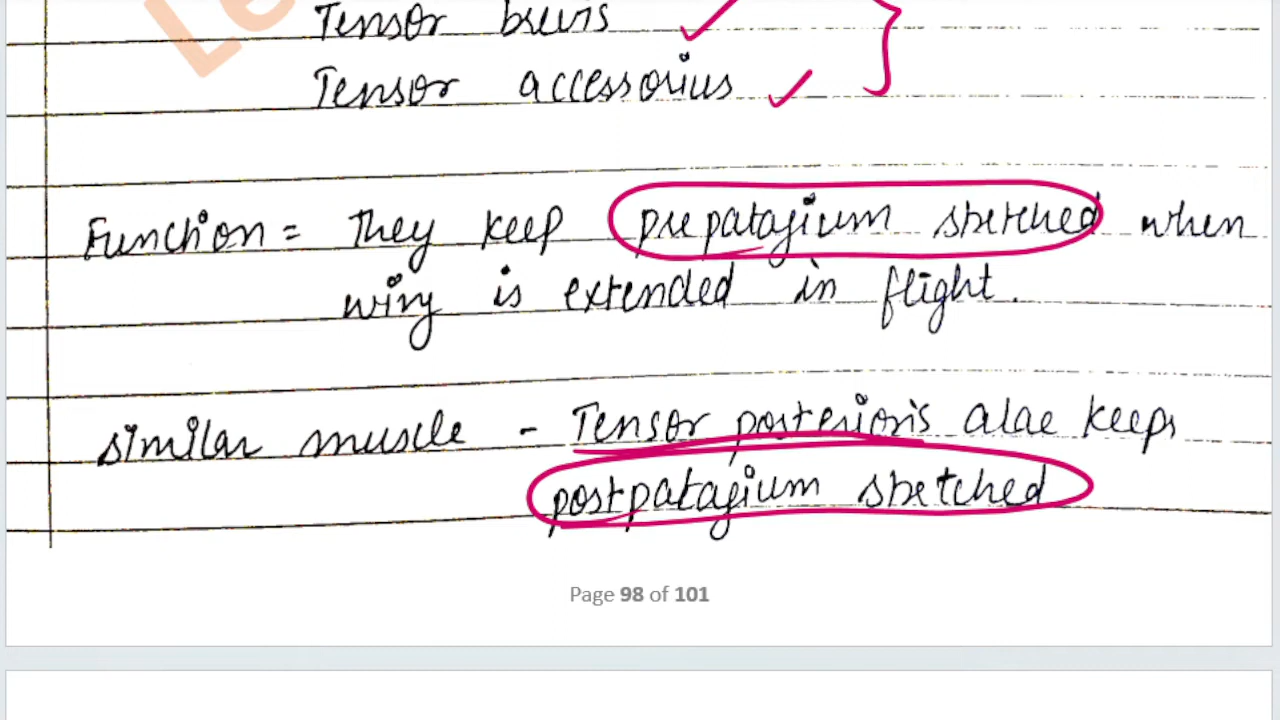 Tensor brevis
Le
Tensor accessorius
Function = They keep prepatagium stretched when
wing is extended in flight.
Similar muscle - Tensor posterioris alae keeps
postpatagium stretched
Page 98 of 101